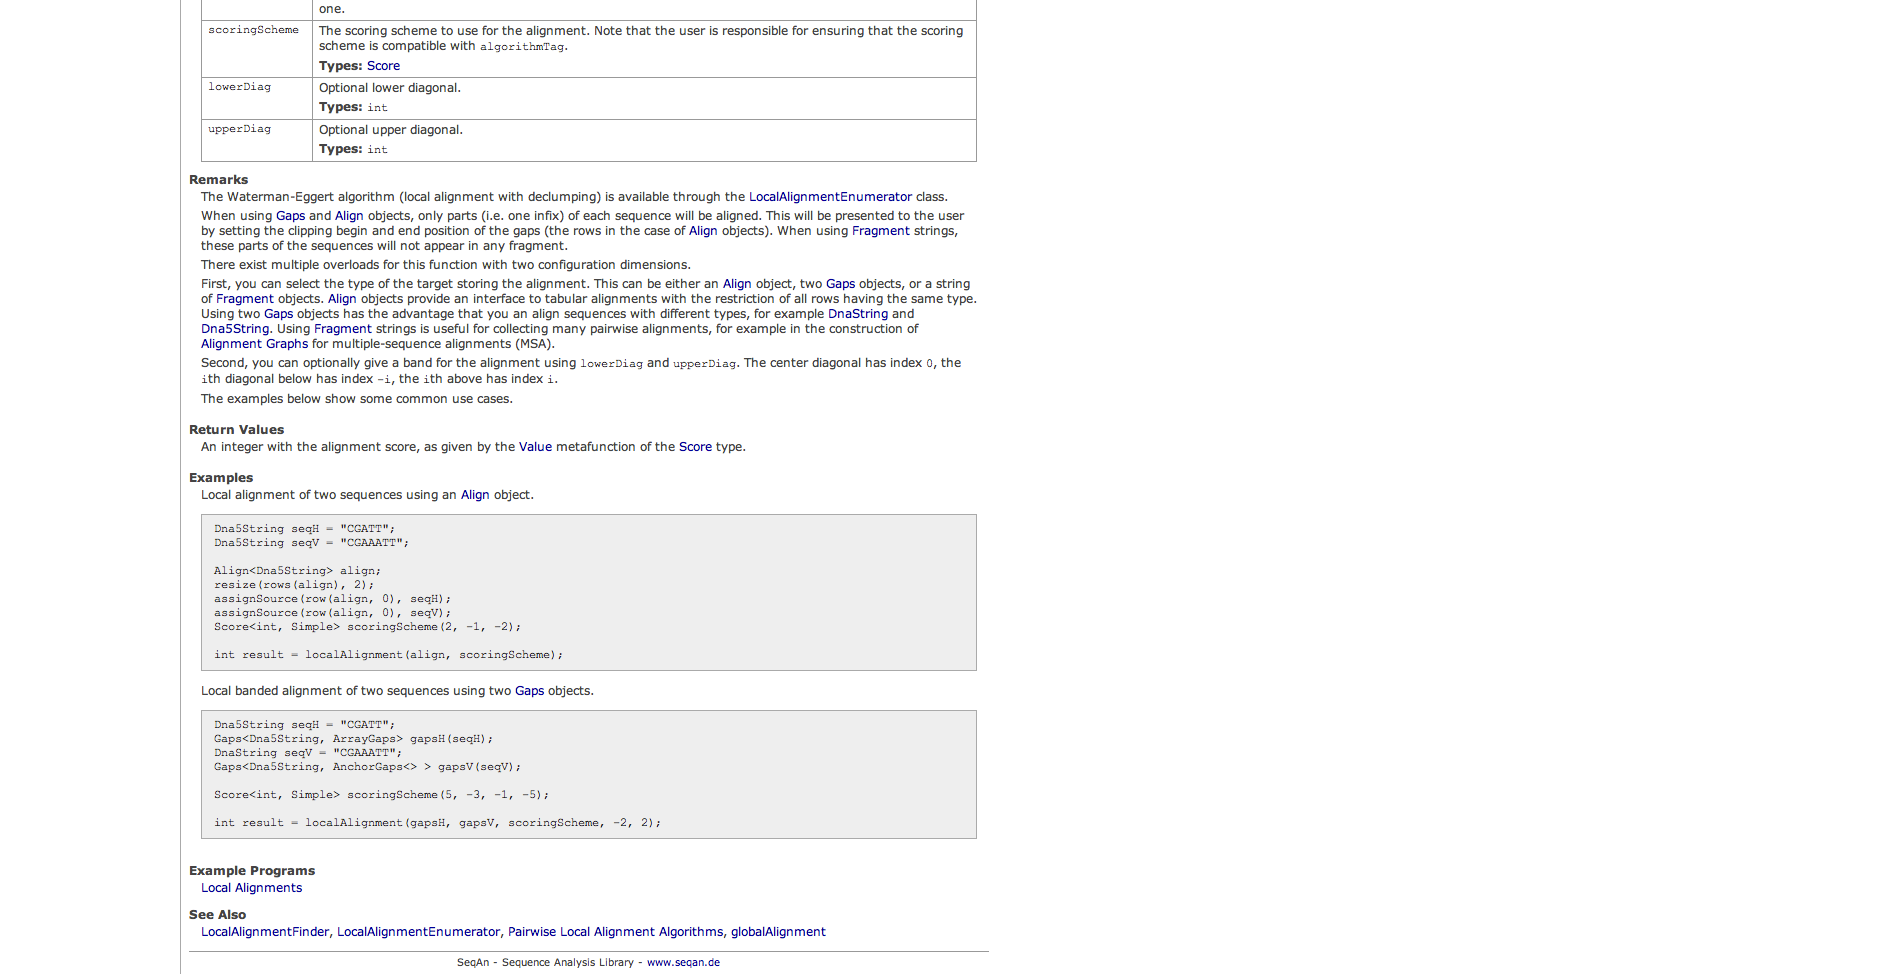 one.
scoringScheme The scoring scheme to use for the alignment. Note that the user is responsible for ensuring that the scoring
scheme is compatible with algorithmTag.
Types: Score
lowerDiag Optional lower diagonal.
Types: int
upperDiag Optional upper diagonal.
Types: int
Remarks
The Waterman-Eggert algorithm (local alignment with declumping) is available through the LocalAlignmentEnumerator class.
When using Gaps and Align objects, only parts (i.e. one infix) of each sequence will be aligned. This will be presented to the user
by setting the clipping begin and end position of the gaps (the rows in the case of Align objects). When using Fragment strings,
these parts of the sequences will not appear in any fragment.
There exist multiple overloads for this function with two configuration dimensions.
First, you can select the type of the target storing the alignment. This can be either an Align object, two Gaps objects, or a string
of Fragment objects. Align objects provide an interface to tabular alignments with the restriction of all rows having the same type.
Using two Gaps objects has the advantage that you an align sequences with different types, for example DnaString and
Dna5String. Using Fragment strings is useful for collecting many pairwise alignments, for example in the construction of
Alignment Graphs for multiple-sequence alignments (MSA).
Second, you can optionally give a band for the alignment using lowerDiag and upperDiag. The center diagonal has index 0, the
ith diagonal below has index -i, the ith above has index i.
The examples below show some common use cases.
Return Values
An integer with the alignment score, as given by the Value metafunction of the Score type.
Examples
Local alignment of two sequences using an Align object.
Dna5String seqH = "CGATT";
Dna5String seqV = "CGAAATT";
Align<Dna5String> align;
resize(rows(align), 2);
assignSource(row(align, 0), seqH);
assignSource(row(align, 0), seqV);
Score<int, Simple> scoringScheme(2, -1, -2);
int result = localAlignment(align, scoringScheme);
Local banded alignment of two sequences using two Gaps objects.
Dna5String seqH = "CGATT";
Gaps<Dna5String, ArrayGaps> gapsH(seqH);
DnaString seqV = "CGAAATT";
Gaps<Dna5String, AnchorGaps<> > gapsV(seqV);
Score<int, Simple> scoringScheme(5, -3, -1, -5);
int result = localAlignment(gapsH, gapsV, scoringScheme, -2, 2);
Example Programs
Local Alignments
See Also
LocalAlignmentFinder, LocalAlignmentEnumerator, Pairwise Local Alignment Algorithms, globalAlignment
SeqAn - Sequence Analysis Library - www.seqan.de